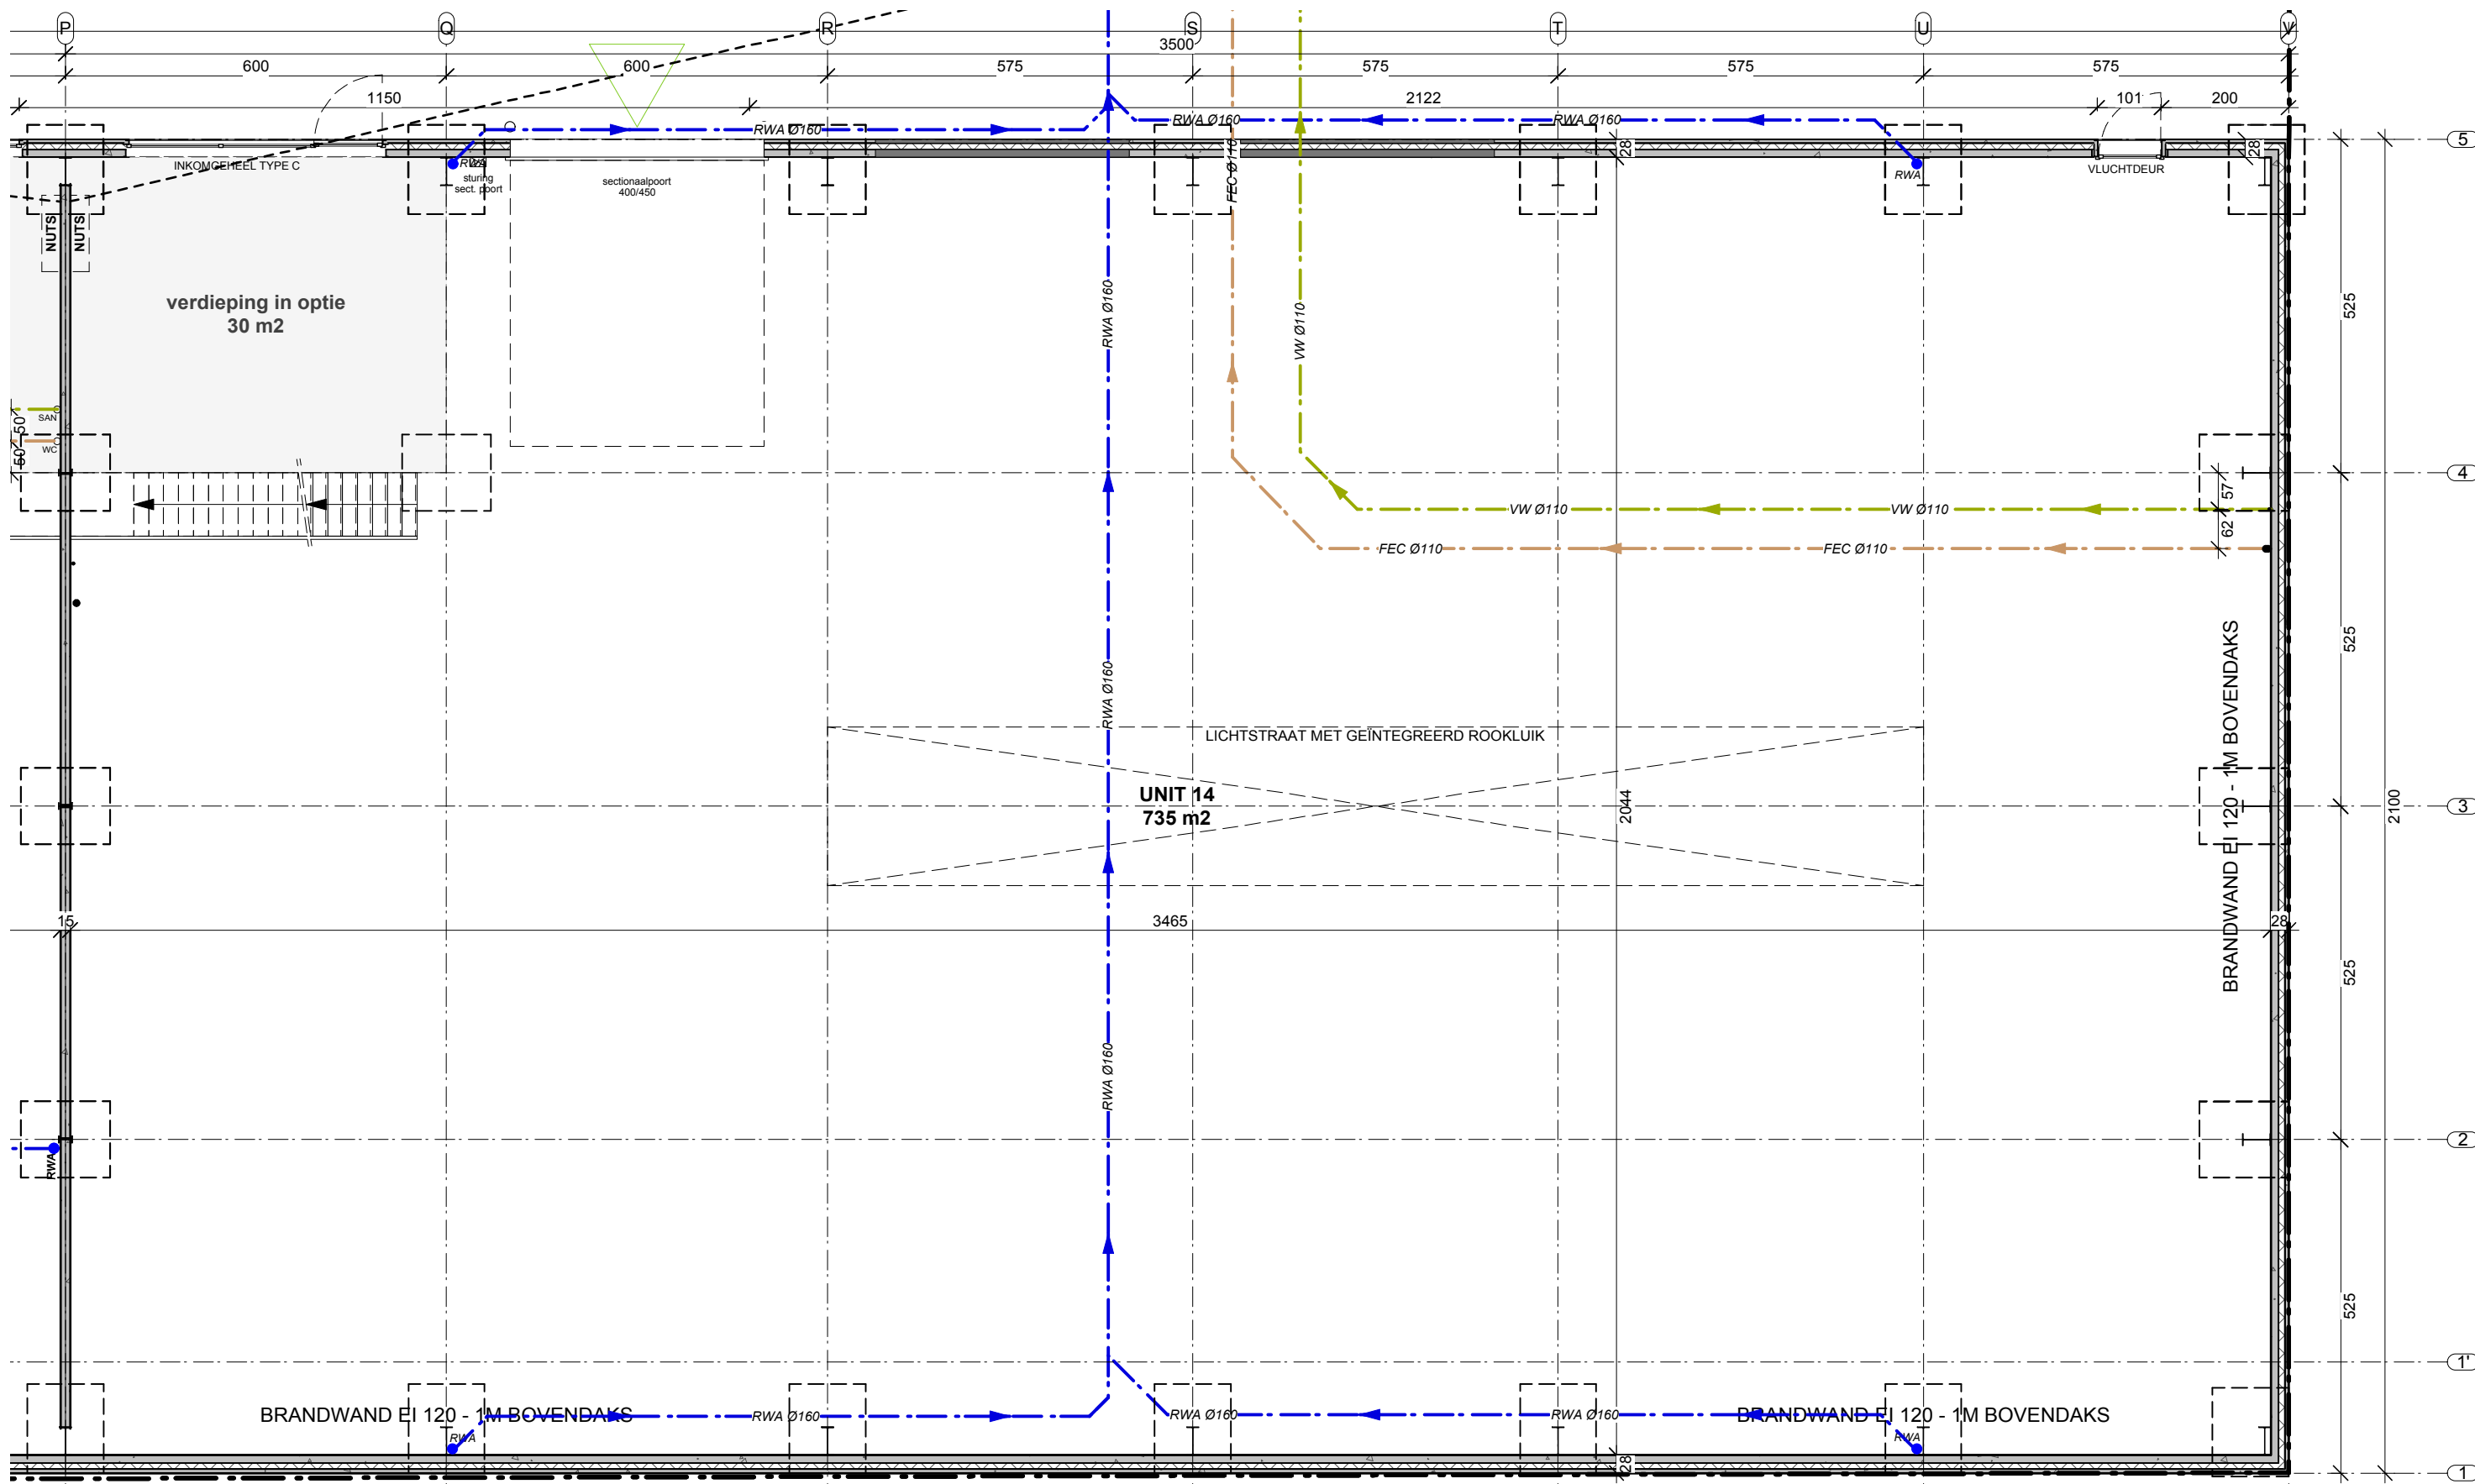 P
Q
R
S
T
U
V
3500
600
600
575
575
575
575
1150
2122
101
200
RWA Ø160
RWA Ø160
RWA Ø160
5
INKOMGEHEEL TYPE C
RWA
sturing
sect. poort
sectionaalpoort
400/450
FEC Ø110
28
RWA
VLUCHTDEUR
28
NUTS
NUTS
verdieping in optie
30 m2
RWA Ø160
VW Ø110
525
SAN
50
WC
50
4
57
VW Ø110
VW Ø110
62
FEC Ø110
FEC Ø110
525
RWA Ø160
BRANDWAND EI 120 - 1M BOVENDAKS
LICHTSTRAAT MET GEÏNTEGREERD ROOKLUIK
UNIT 14
735 m2
2044
2100
3
15
3465
28
525
RWA Ø160
2
RWA
525
1'
BRANDWAND EI 120 - 1M BOVENDAKS
RWA Ø160
RWA Ø160
RWA Ø160
BRANDWAND EI 120 - 1M BOVENDAKS
RWA
RWA
28
1